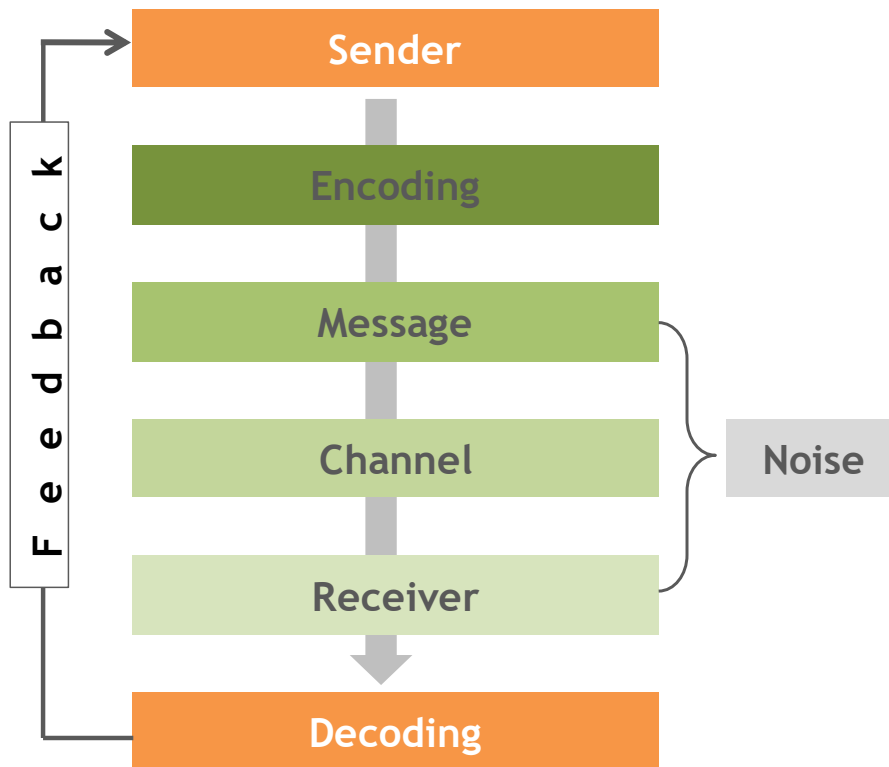 Sender
Encoding
Message
Channel
Noise
Receiver
Decoding
Feedback